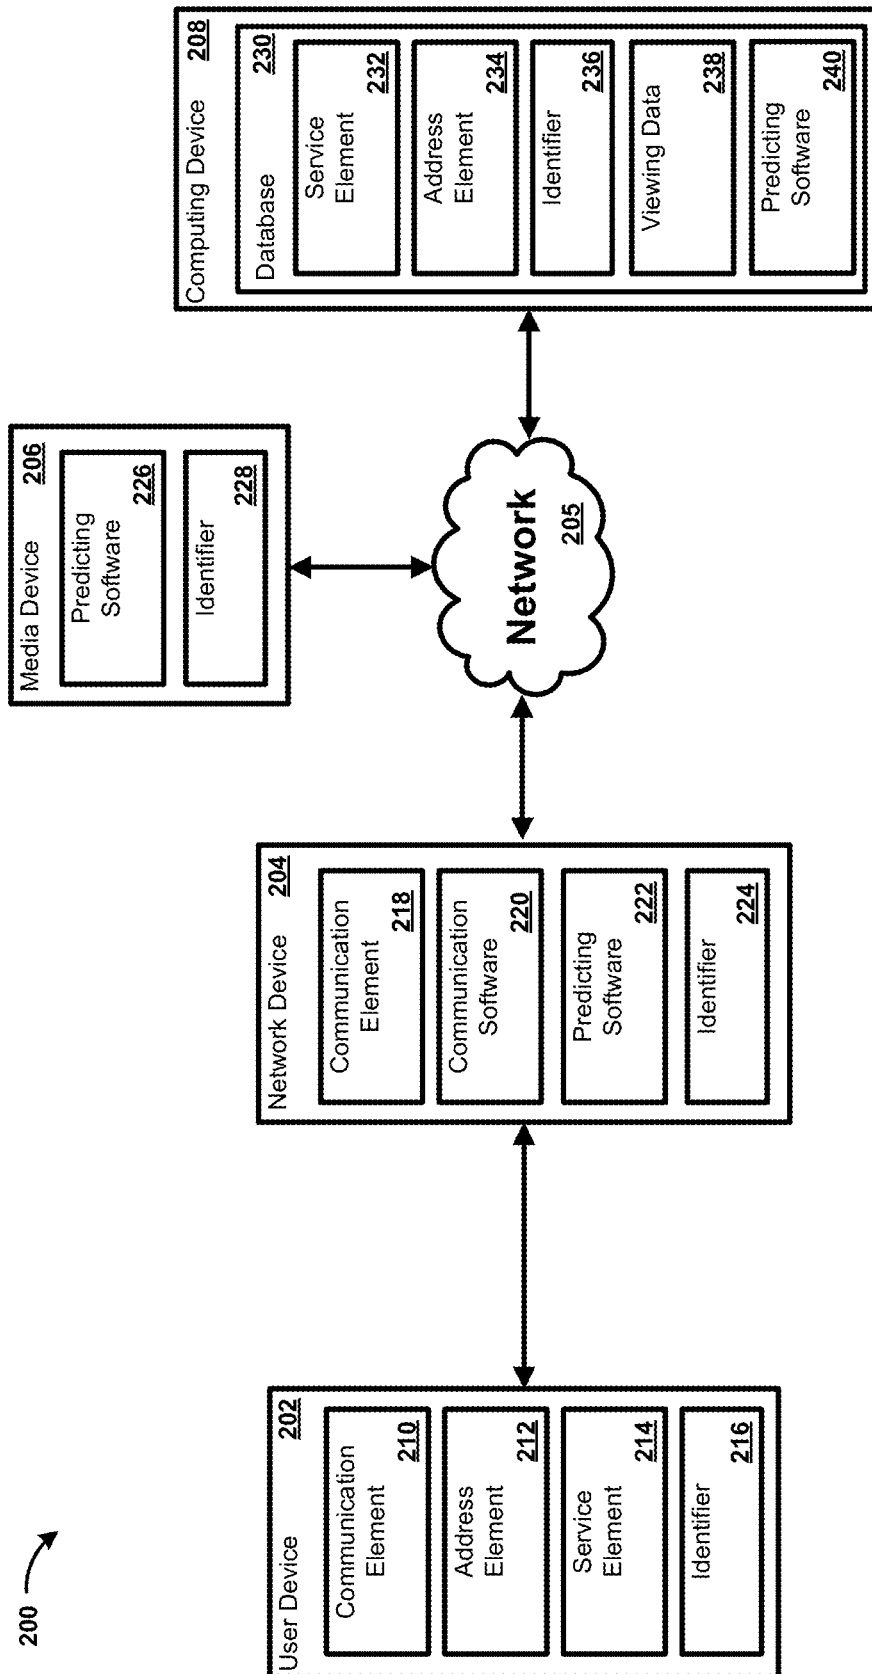 200
User Device 202
Communication
Element
210
Address
Element
212
Service
Element
214
Identifier
216
Network Device 204
Communication
Element
218
Communication
Software
220
Predicting
Software
222
Identifier
224
Network
205
Media Device 206
Predicting
Software
226
Identifier
228
Computing Device 208
Database 230
Service
Element
232
Address
Element
234
Identifier
236
Viewing Data
238
Predicting
Software
240